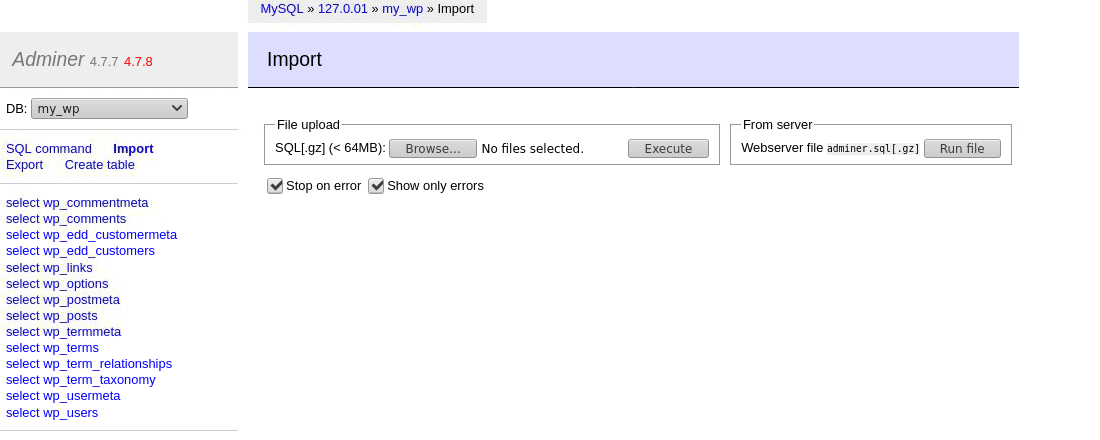 MySQL » 127.0.01 » my_wp » Import
Adminer 4.7.7 4.7.8
Import
DB: my_wp
SQL command Import
Export Create table
File upload
SQL[.gz] (< 64MB): Browse... No files selected. Execute
From server
Webserver file adminer.sql[.gz] Run file
Stop on error Show only errors
select wp_commentmeta
select wp_comments
select wp_edd_customermeta
select wp_edd_customers
select wp_links
select wp_options
select wp_postmeta
select wp_posts
select wp_termmeta
select wp_terms
select wp_term_relationships
select wp_term_taxonomy
select wp_usermeta
select wp_users